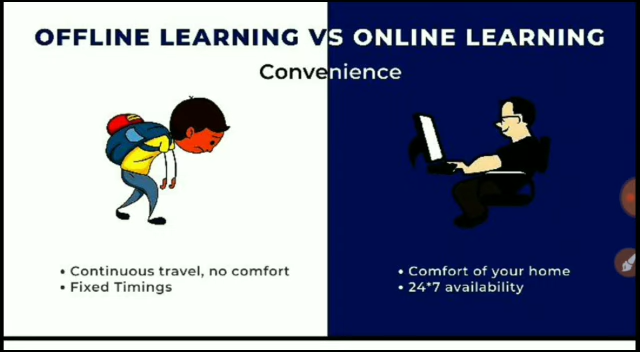 OFFLINE LEARNING VS ONLINE LEARNING
Convenience
• Continuous travel, no comfort
• Fixed Timings
• Comfort of your home
• 24*7 availability